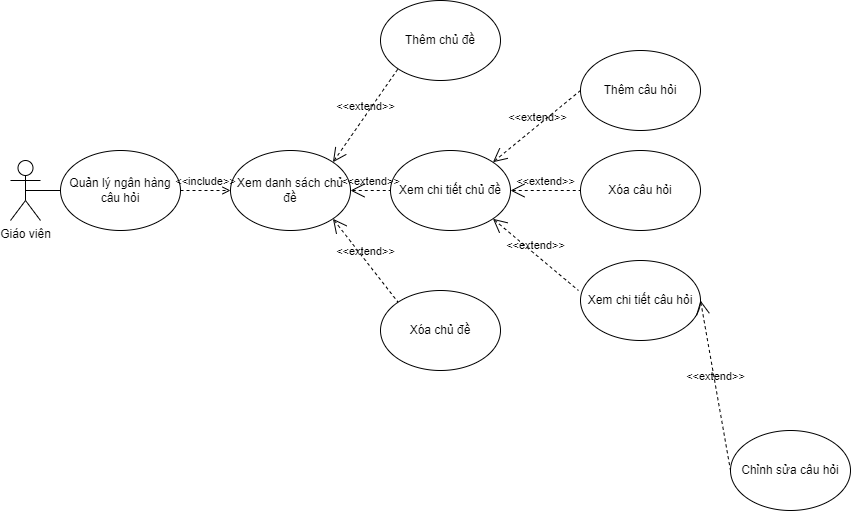 Thêm chủ đề
<<extend>>
Thêm câu hỏi
<<extend>>
Giáo viên
Quản lý ngân hàng
câu hỏi
<<include>>
Xem danh sách chủ
đề
<<extend>>
Xem chi tiết chủ đề
<<extend>>
Xóa câu hỏi
<<extend>>
Xóa chủ đề
<<extend>>
Xem chi tiết câu hỏi
<<extend>>
Chỉnh sửa câu hỏi